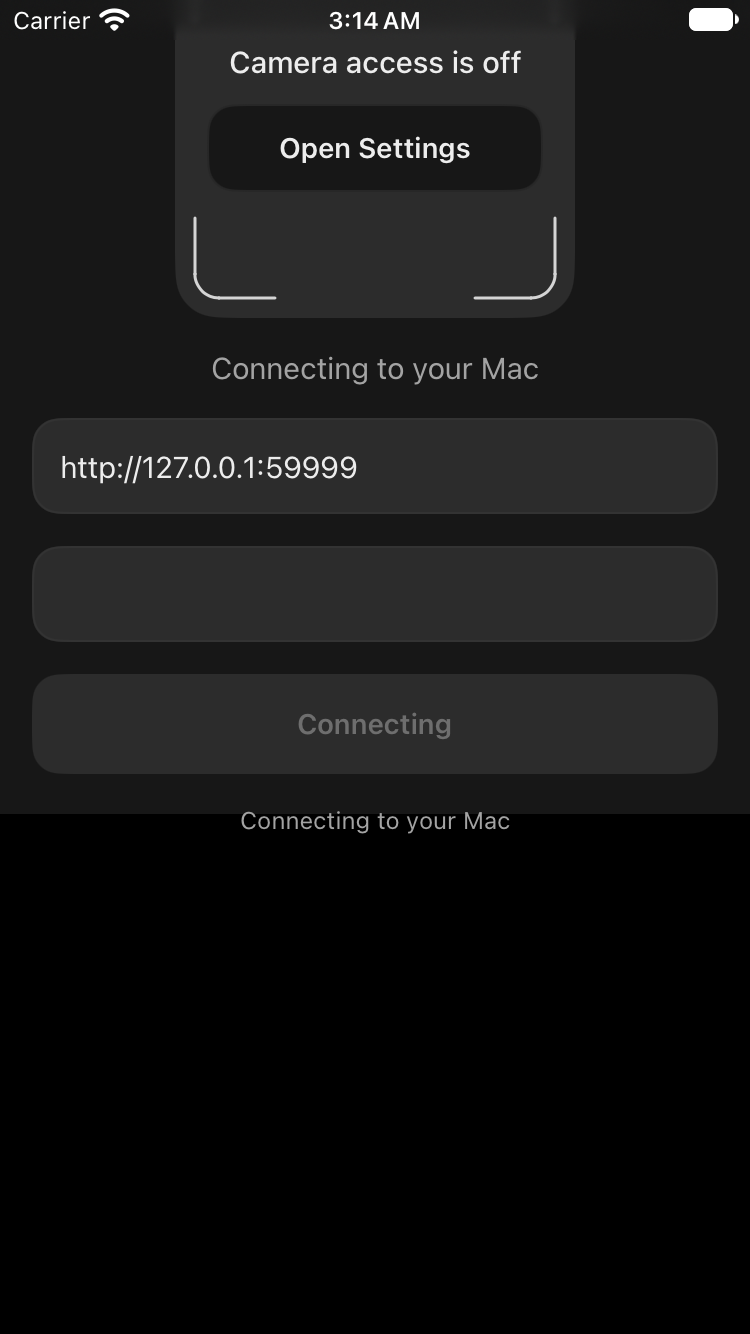 Carrier 3:14 AM
Camera access is off
Open Settings
Connecting to your Mac
http://127.0.0.1:59999
Connecting
Connecting to your Mac